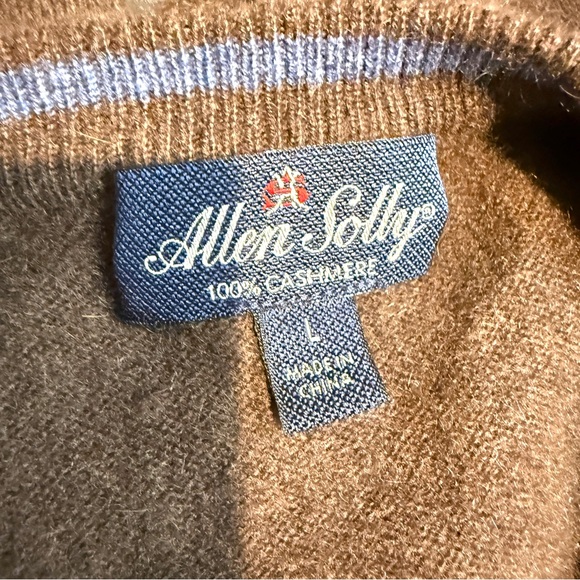 Allen Solly®
100% CASHMERE
L
MADE IN
CHINA